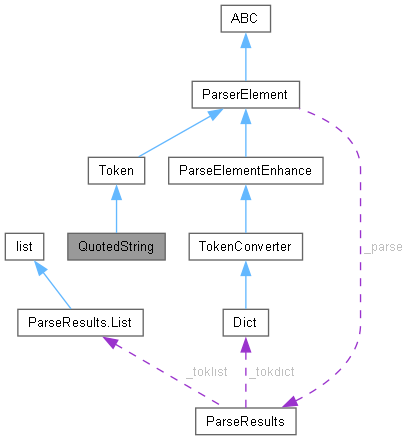 ABC
ParserElement
Token
ParseElementEnhance
list
QuotedString
TokenConverter
_parse
ParseResults.List
Dict
_toklist
_tokdict
ParseResults